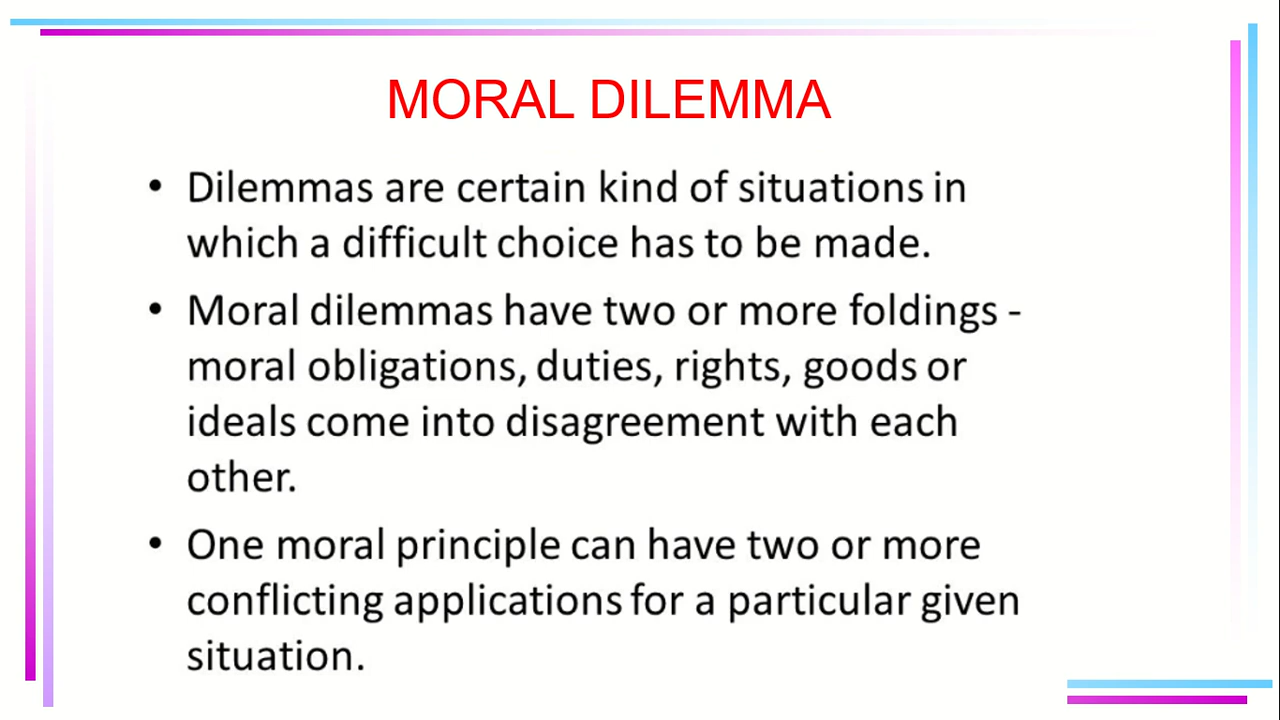 MORAL DILEMMA
• Dilemmas are certain kind of situations in
which a difficult choice has to be made.
• Moral dilemmas have two or more foldings -
moral obligations, duties, rights, goods or
ideals come into disagreement with each
other.
• One moral principle can have two or more
conflicting applications for a particular given
situation.